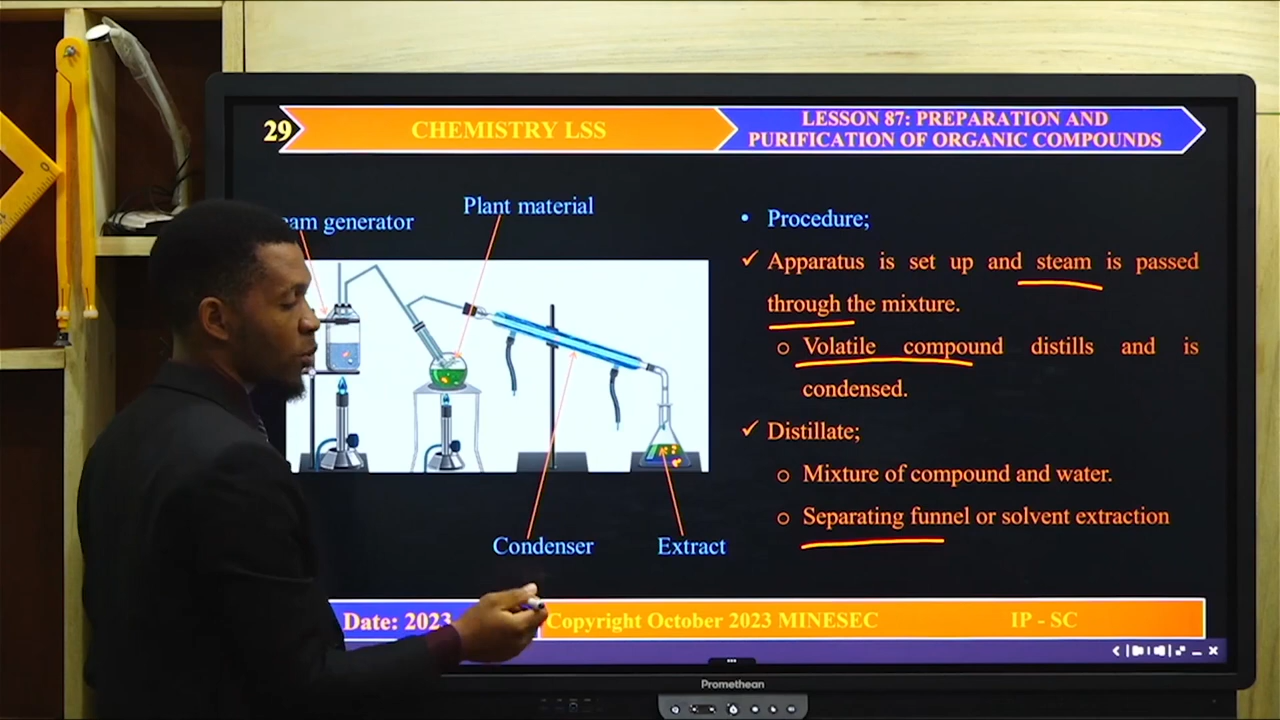 29
CHEMISTRY LSS
LESSON 87: PREPARATION AND
PURIFICATION OF ORGANIC COMPOUNDS
generator
Plant material
Condenser
Extract
• Procedure;
✓ Apparatus is set up and steam is passed
through the mixture.
o Volatile compound distills and is
condensed.
✓ Distillate;
o Mixture of compound and water.
o Separating funnel or solvent extraction
Date: 2023
Copyright October 2023 MINESEC
IP - SC
Promethean